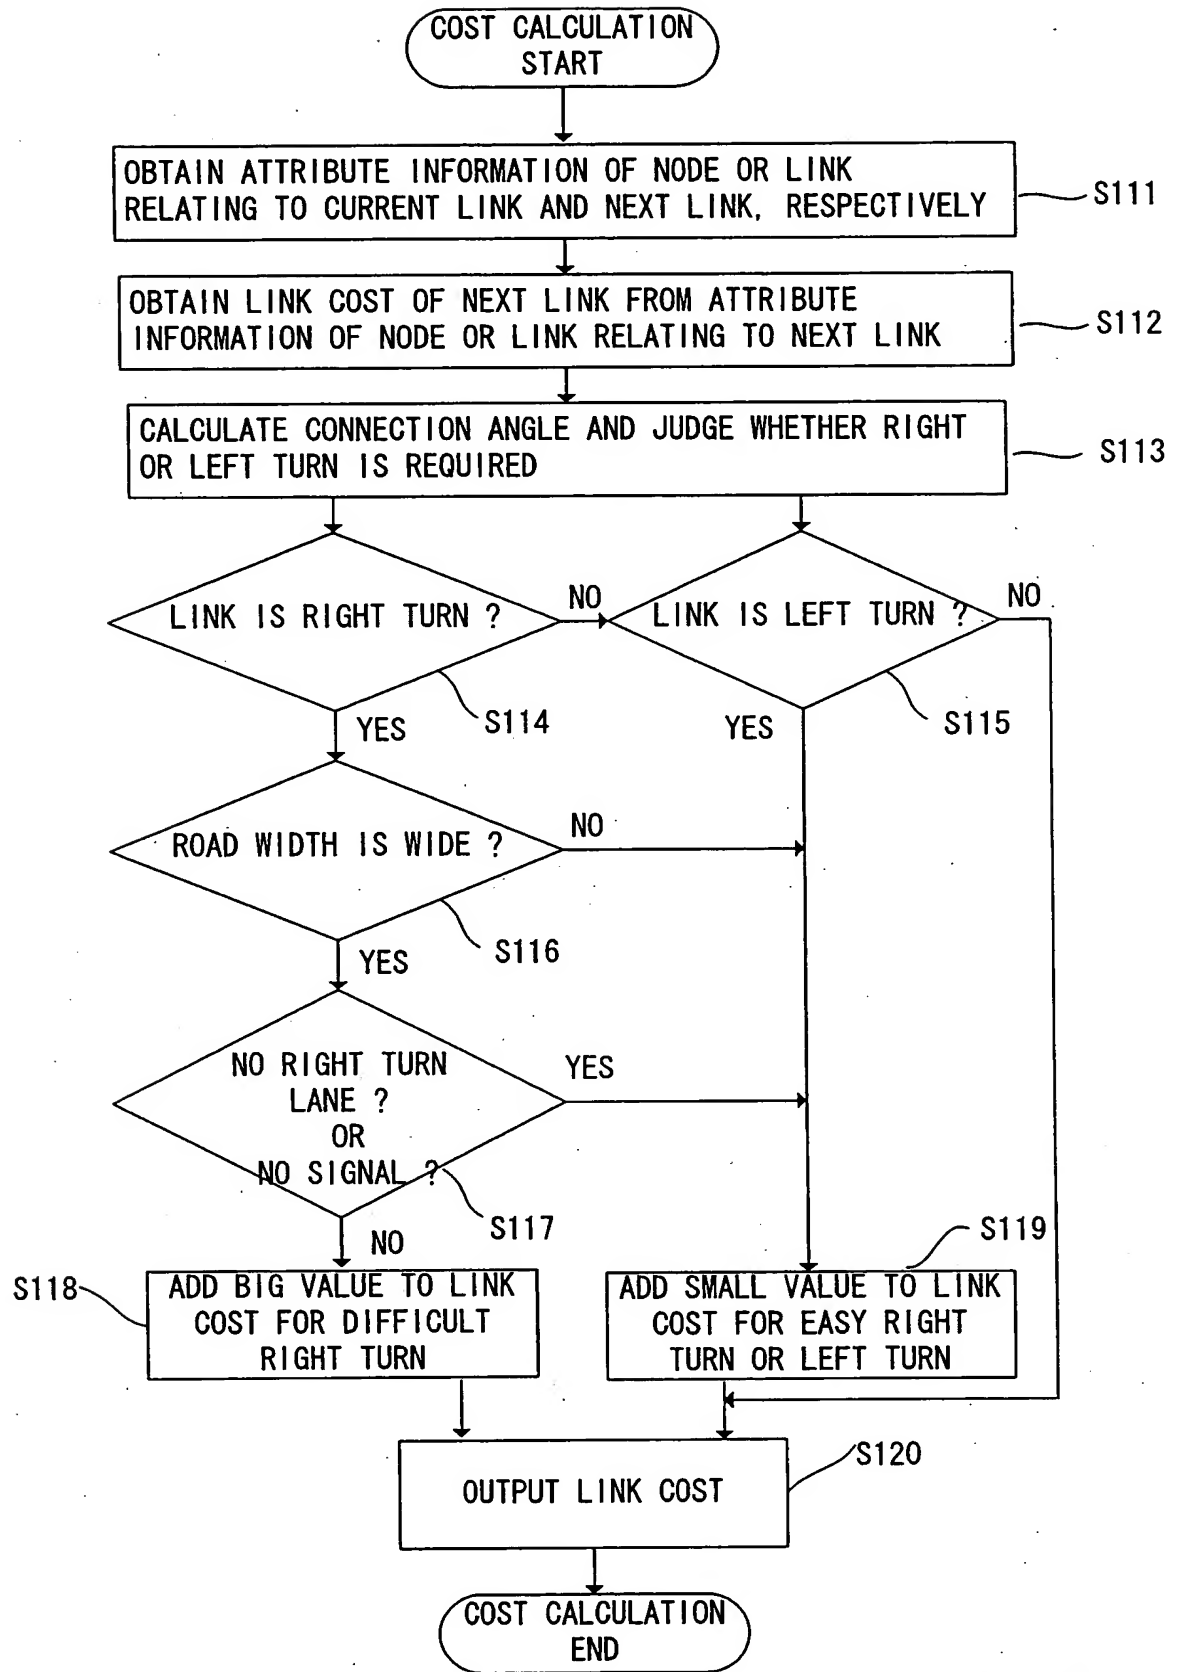 COST CALCULATION
START
OBTAIN ATTRIBUTE INFORMATION OF NODE OR LINK
RELATING TO CURRENT LINK AND NEXT LINK, RESPECTIVELY
S111
OBTAIN LINK COST OF NEXT LINK FROM ATTRIBUTE
INFORMATION OF NODE OR LINK RELATING TO NEXT LINK
S112
CALCULATE CONNECTION ANGLE AND JUDGE WHETHER RIGHT
OR LEFT TURN IS REQUIRED
S113
LINK IS RIGHT TURN ?
NO
LINK IS LEFT TURN ?
NO
S114
YES
S115
YES
ROAD WIDTH IS WIDE ?
NO
S116
YES
NO RIGHT TURN
LANE ?
OR
NO SIGNAL ?
YES
S117
NO
S118
ADD BIG VALUE TO LINK
COST FOR DIFFICULT
RIGHT TURN
S119
ADD SMALL VALUE TO LINK
COST FOR EASY RIGHT
TURN OR LEFT TURN
OUTPUT LINK COST
S120
COST CALCULATION
END